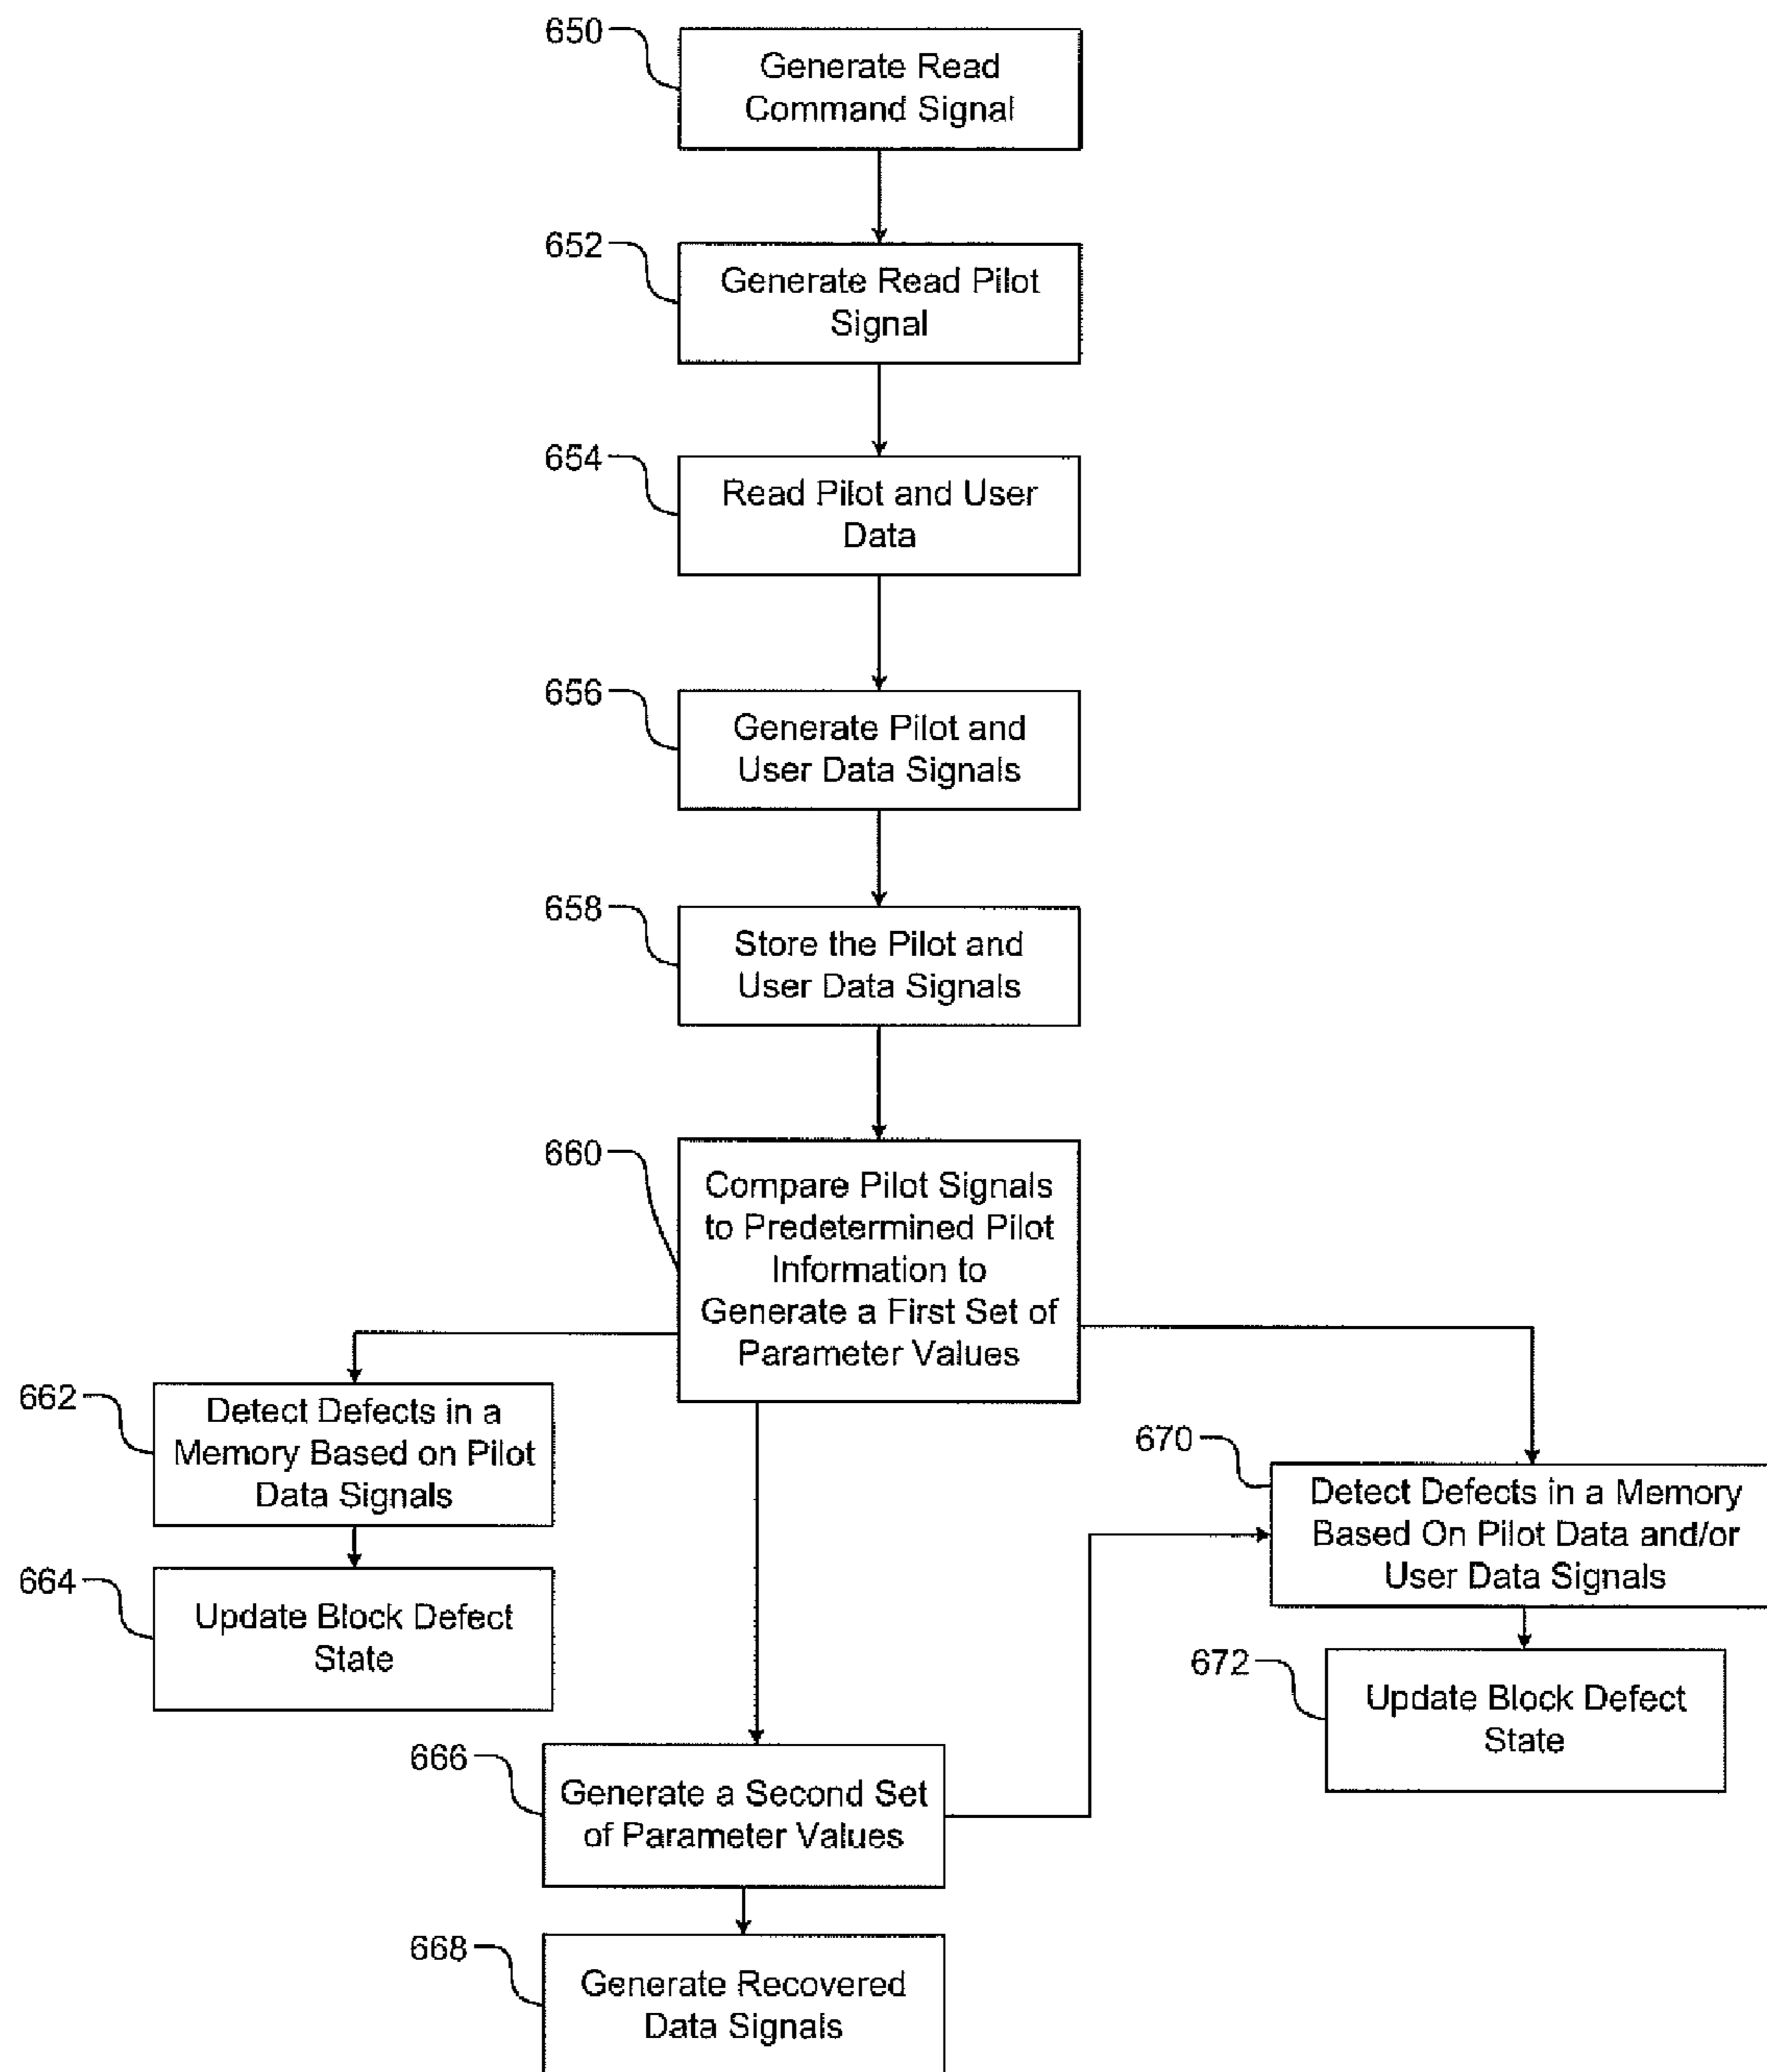 650
Generate Read
Command Signal
652
Generate Read Pilot
Signal
654
Read Pilot and User
Data
656
Generate Pilot and
User Data Signals
658
Store the Pilot and
User Data Signals
660
Compare Pilot Signals
to Predetermined Pilot
Information to
Generate a First Set of
Parameter Values
662
Detect Defects in a
Memory Based on Pilot
Data Signals
664
Update Block Defect
State
666
Generate a Second Set
of Parameter Values
668
Generate Recovered
Data Signals
670
Detect Defects in a Memory
Based On Pilot Data and/or
User Data Signals
672
Update Block Defect
State